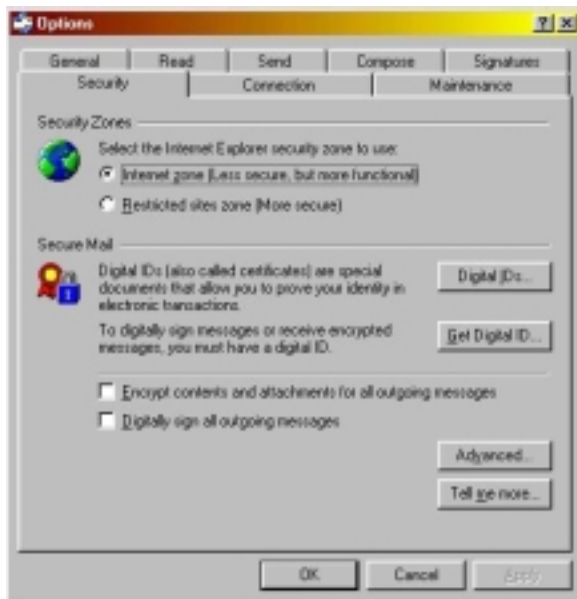 Options
General Read Send Compose Signatures
Security Connection Maintenance
Security Zones
Select the Internet Explorer security zone to use:
Internet zone (Less secure, but more functional)
Restricted sites zone (More secure)
Secure Mail
Digital IDs (also called certificates) are special
documents that allow you to prove your identity in
electronic transactions.
Digital IDs...
To digitally sign messages or receive encrypted
messages, you must have a digital ID.
Get Digital ID...
Encrypt contents and attachments for all outgoing messages
Digitally sign all outgoing messages
Advanced...
Tell me more...
OK Cancel Apply